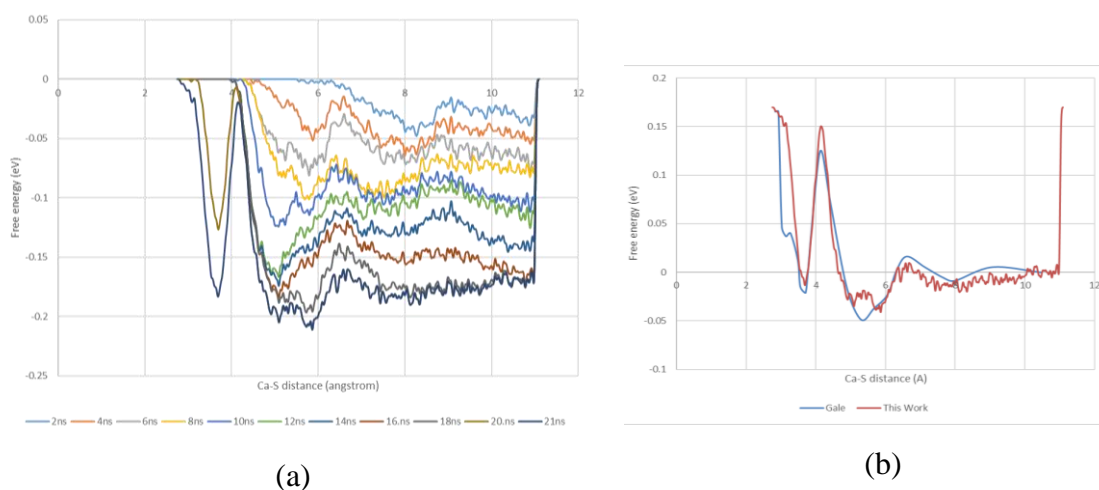 0.05
0
-0.05
-0.1
-0.15
-0.2
-0.25
0 2 4 6 8 10 12
Free energy (eV)
Ca-S distance (angstrom)
2ns 4ns 6ns 8ns 10ns 12ns 14ns 16.ns 18ns 20.ns 21ns
(a)
0.2
0.15
0.1
0.05
0
-0.05
-0.1
0 2 4 6 8 10 12
Free energy (eV)
Ca-S distance (A)
Gale This Work
(b)